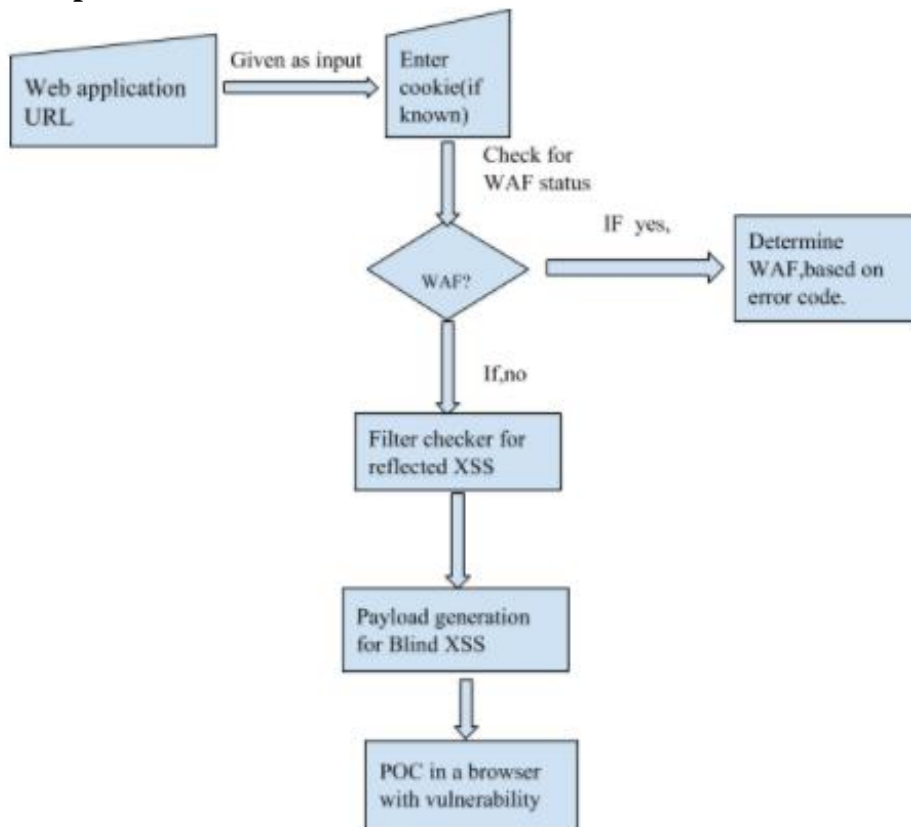 Web application
URL
Given as input
Enter
cookie(if
known)
Check for
WAF status
WAF?
IF yes,
Determine
WAF,based on
error code.
If,no
Filter checker for
reflected XSS
Payload generation
for Blind XSS
POC in a browser
with vulnerability